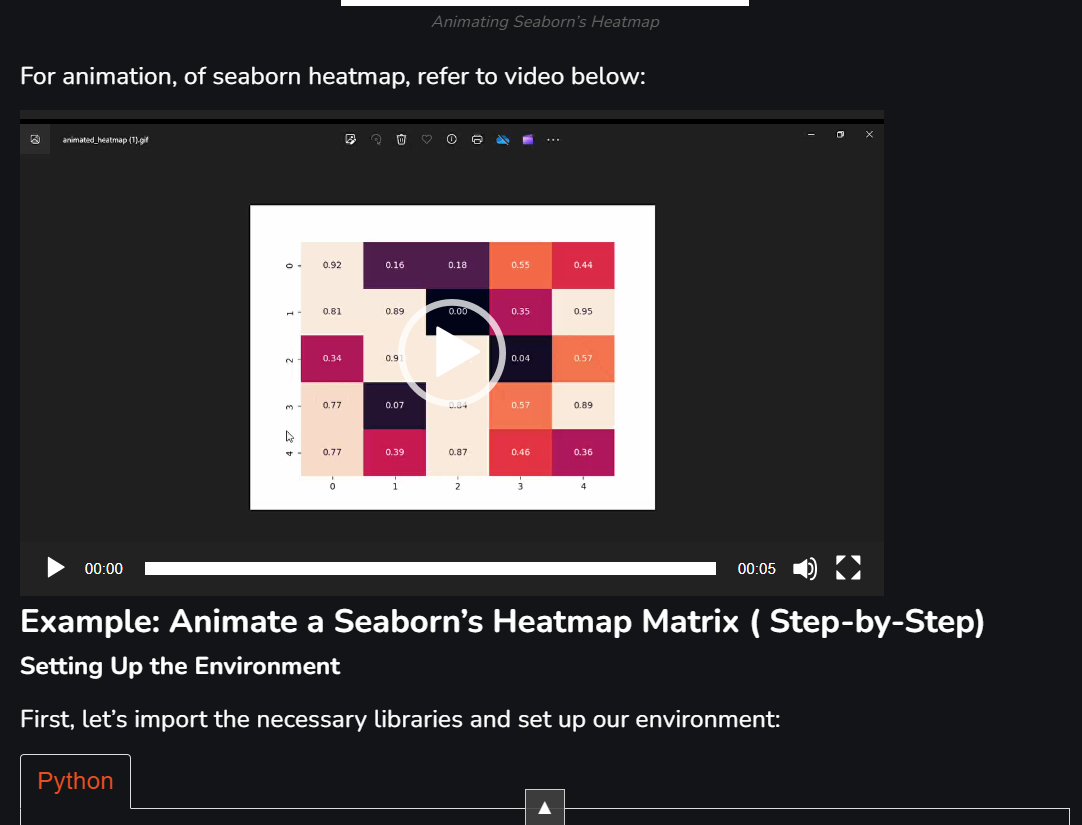 Animating Seaborn's Heatmap
For animation, of seaborn heatmap, refer to video below:
animated_heatmap (1).gif
0 0.92 0.16 0.18 0.55 0.44
1 0.81 0.89 0.00 0.35 0.95
2 0.34 0.91 0.04 0.57
3 0.77 0.07 0.84 0.57 0.89
4 0.77 0.39 0.87 0.46 0.36
0 1 2 3 4
00:00 00:05
Example: Animate a Seaborn's Heatmap Matrix ( Step-by-Step)
Setting Up the Environment
First, let's import the necessary libraries and set up our environment:
Python